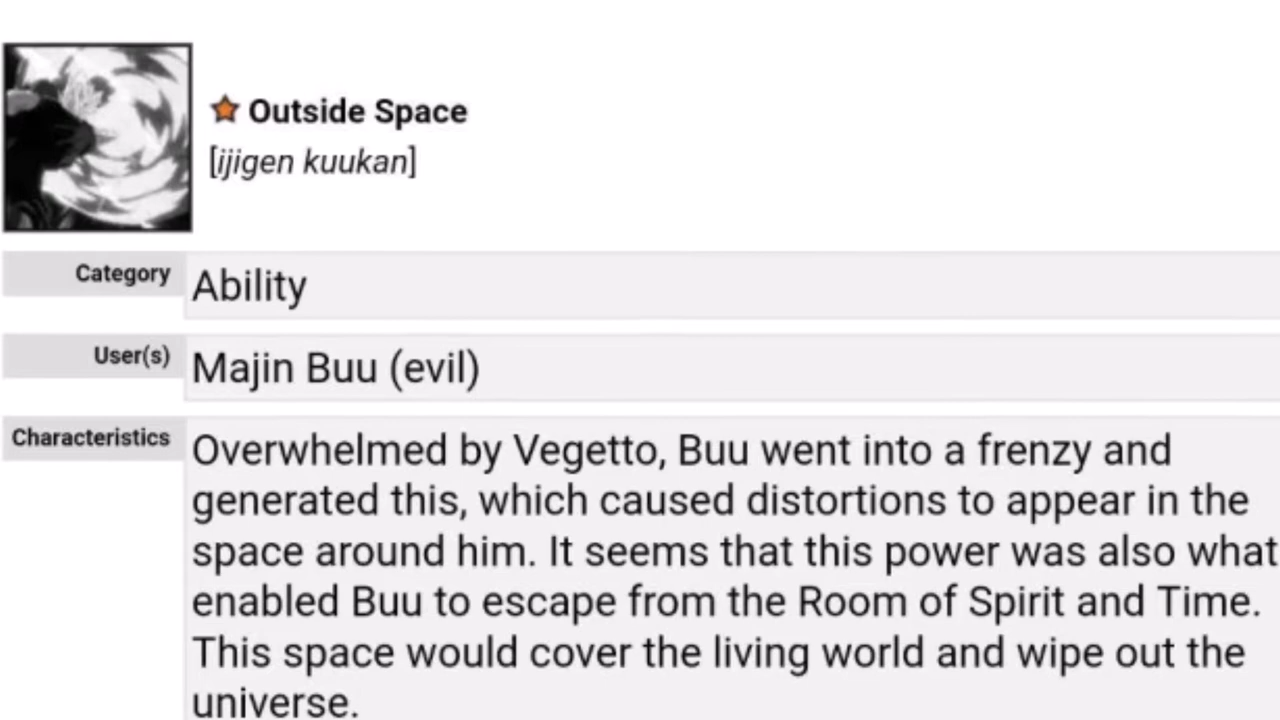 Outside Space
[ijigen kuukan]
Category
Ability
User(s)
Majin Buu (evil)
Characteristics
Overwhelmed by Vegetto, Buu went into a frenzy and
generated this, which caused distortions to appear in the
space around him. It seems that this power was also what
enabled Buu to escape from the Room of Spirit and Time.
This space would cover the living world and wipe out the
universe.